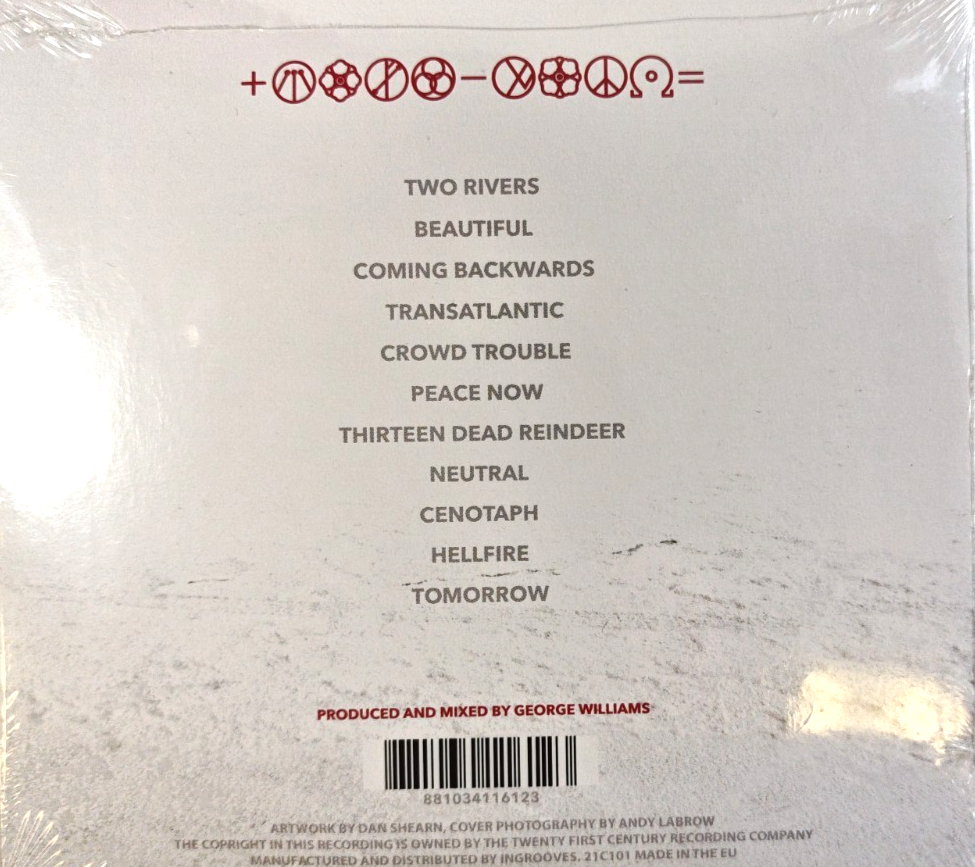 TWO RIVERS
BEAUTIFUL
COMING BACKWARDS
TRANSATLANTIC
CROWD TROUBLE
PEACE NOW
THIRTEEN DEAD REINDEER
NEUTRAL
CENOTAPH
HELLFIRE
TOMORROW
PRODUCED AND MIXED BY GEORGE WILLIAMS
881034116123
ARTWORK BY DAN SHEARN, COVER PHOTOGRAPHY BY ANDY LABROW
THE COPRIGHT IN THIS RECORDING IS OWNED BY THE TWENTY FIRST CENTURY RECORDING COMPANY
MANUFACTURED AND DISTRIBUTED BY INGROOVES. 21C101 MADE IN THE EU